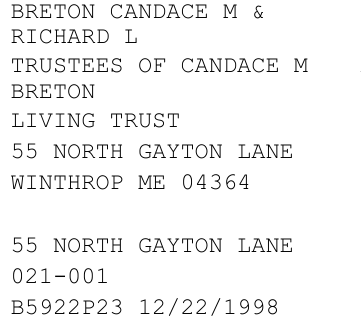 BRETON CANDACE M &
RICHARD L
TRUSTEES OF CANDACE M
BRETON
LIVING TRUST
55 NORTH GAYTON LANE
WINTHROP ME 04364
55 NORTH GAYTON LANE
021-001
B5922P23 12/22/1998